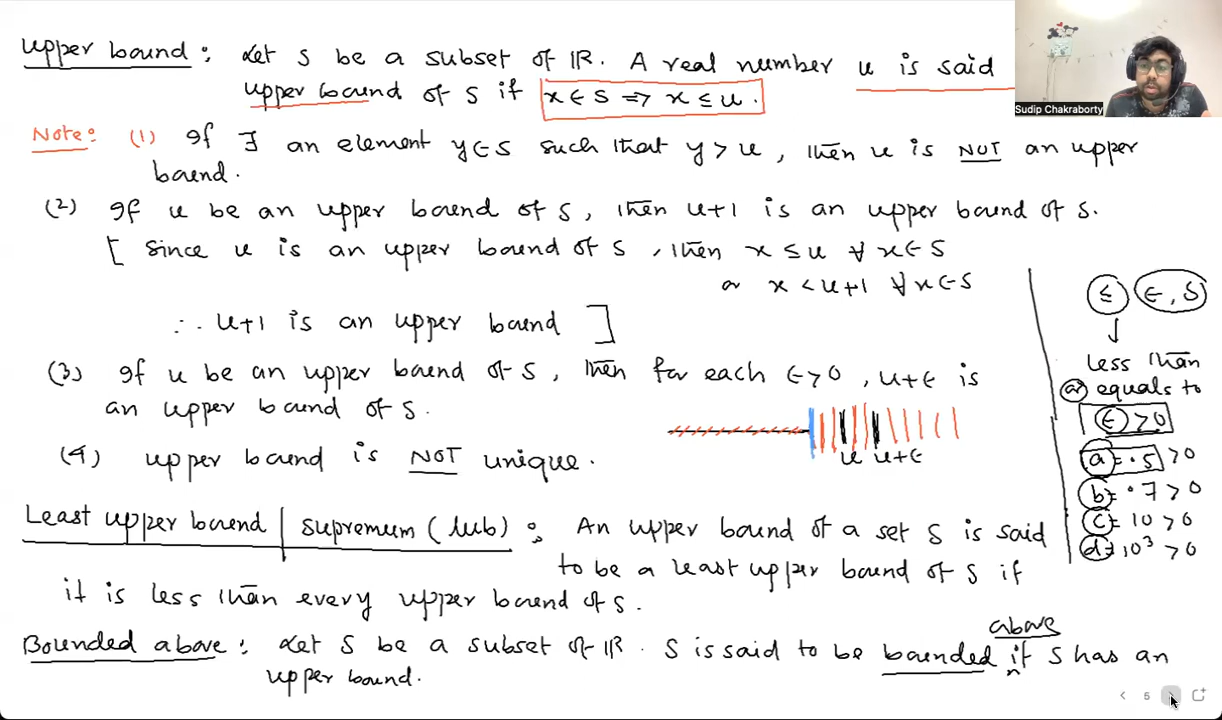 Upper bound : Let S be a subset of ℝ. A real number u is said
upper bound of S if x ∈ S ⇒ x ≤ u.
Sudip Chakraborty
Note: (1) If ∃ an element y ∈ S such that y > u, then u is NOT an upper
bound.
(2) If u be an upper bound of S, then u+1 is an upper bound of S.
[ Since u is an upper bound of S, then x ≤ u ∀ x ∈ S
or x < u+1 ∀ x ∈ S
∴ u+1 is an upper bound ]
(3) If u be an upper bound of S, then for each ϵ > 0, u+ϵ is
an upper bound of S.
u u+ϵ
(4) upper bound is NOT unique.
≤ ϵ, S
↓
less than
or equals to
ϵ > 0
a = .5 > 0
b = .7 > 0
c = 10 > 0
d = 10³ > 0
Least upper bound | supremum (lub) : An upper bound of a set S is said
to be a least upper bound of S if
it is less than every upper bound of S.
Bounded above : Let S be a subset of ℝ. S is said to be bounded above if S has an
upper bound.
5